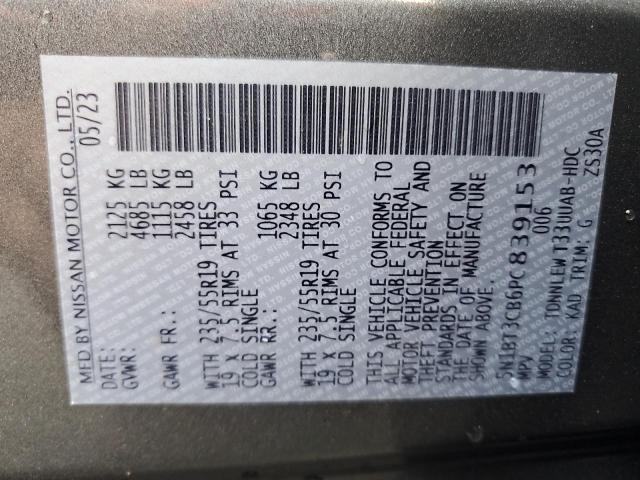 MFD BY NISSAN MOTOR CO., LTD.
DATE: 05/23
GVWR: 2125 KG
4685 LB
GAWR FR.: 1115 KG
2458 LB
WITH 235/55R19 TIRES
19 X 7.5 RIMS AT 33 PSI
COLD SINGLE
GAWR RR.: 1065 KG
2348 LB
WITH 235/55R19 TIRES
19 X 7.5 RIMS AT 30 PSI
COLD SINGLE
THIS VEHICLE CONFORMS TO
ALL APPLICABLE FEDERAL
MOTOR VEHICLE SAFETY AND
THEFT PREVENTION
STANDARDS IN EFFECT ON
THE DATE OF MANUFACTURE
SHOWN ABOVE.
5N1BT3CB6PC839153
MPV 006
MODEL: TDNNLEWT33UUAB-HDC
COLOR: KAD TRIM: G ZS30A